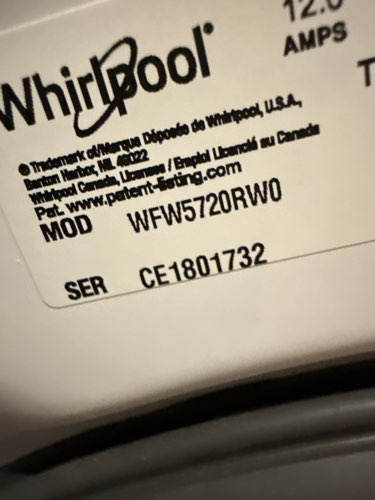 Whirlpool®
12.0
AMPS
® Trademark of/Marque Déposée de Whirlpool, U.S.A.,
Benton Harbor, MI, 49022
Whirlpool Canada, Licensee / Emploi Licencié au Canada
Pat. www.patent-listing.com
MOD WFW5720RW0
SER CE1801732